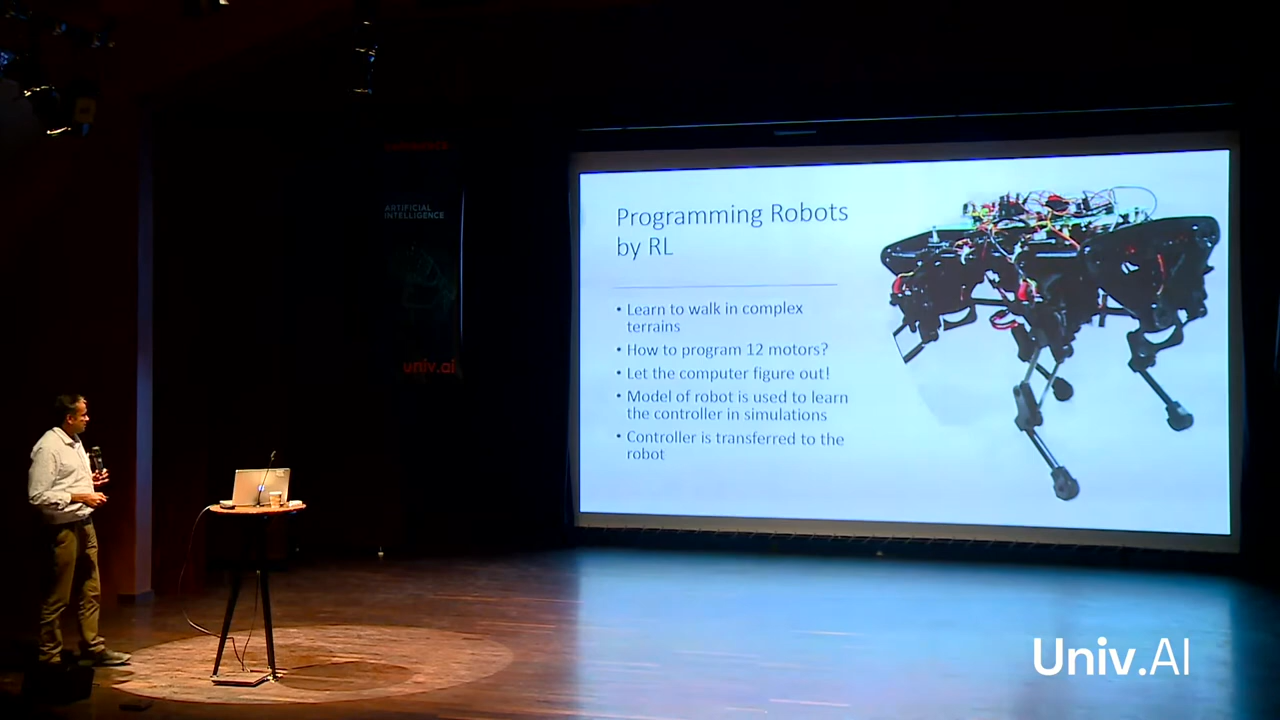 ARTIFICIAL
INTELLIGENCE
univ.ai
Programming Robots
by RL
• Learn to walk in complex
terrains
• How to program 12 motors?
• Let the computer figure out!
• Model of robot is used to learn
the controller in simulations
• Controller is transferred to the
robot
Univ.AI